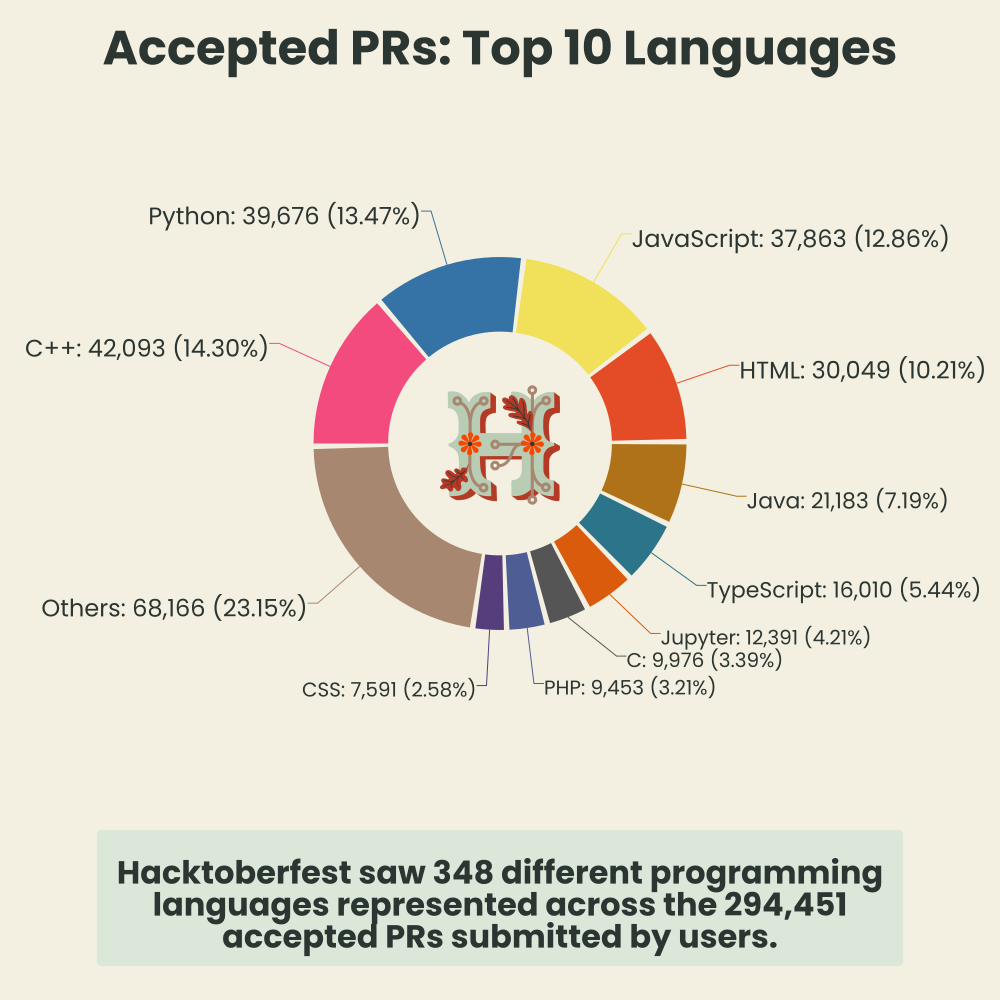 Accepted PRs: Top 10 Languages
Python: 39,676 (13.47%)
JavaScript: 37,863 (12.86%)
C++: 42,093 (14.30%)
HTML: 30,049 (10.21%)
Java: 21,183 (7.19%)
TypeScript: 16,010 (5.44%)
Others: 68,166 (23.15%)
Jupyter: 12,391 (4.21%)
C: 9,976 (3.39%)
PHP: 9,453 (3.21%)
CSS: 7,591 (2.58%)
H
Hacktoberfest saw 348 different programming
languages represented across the 294,451
accepted PRs submitted by users.